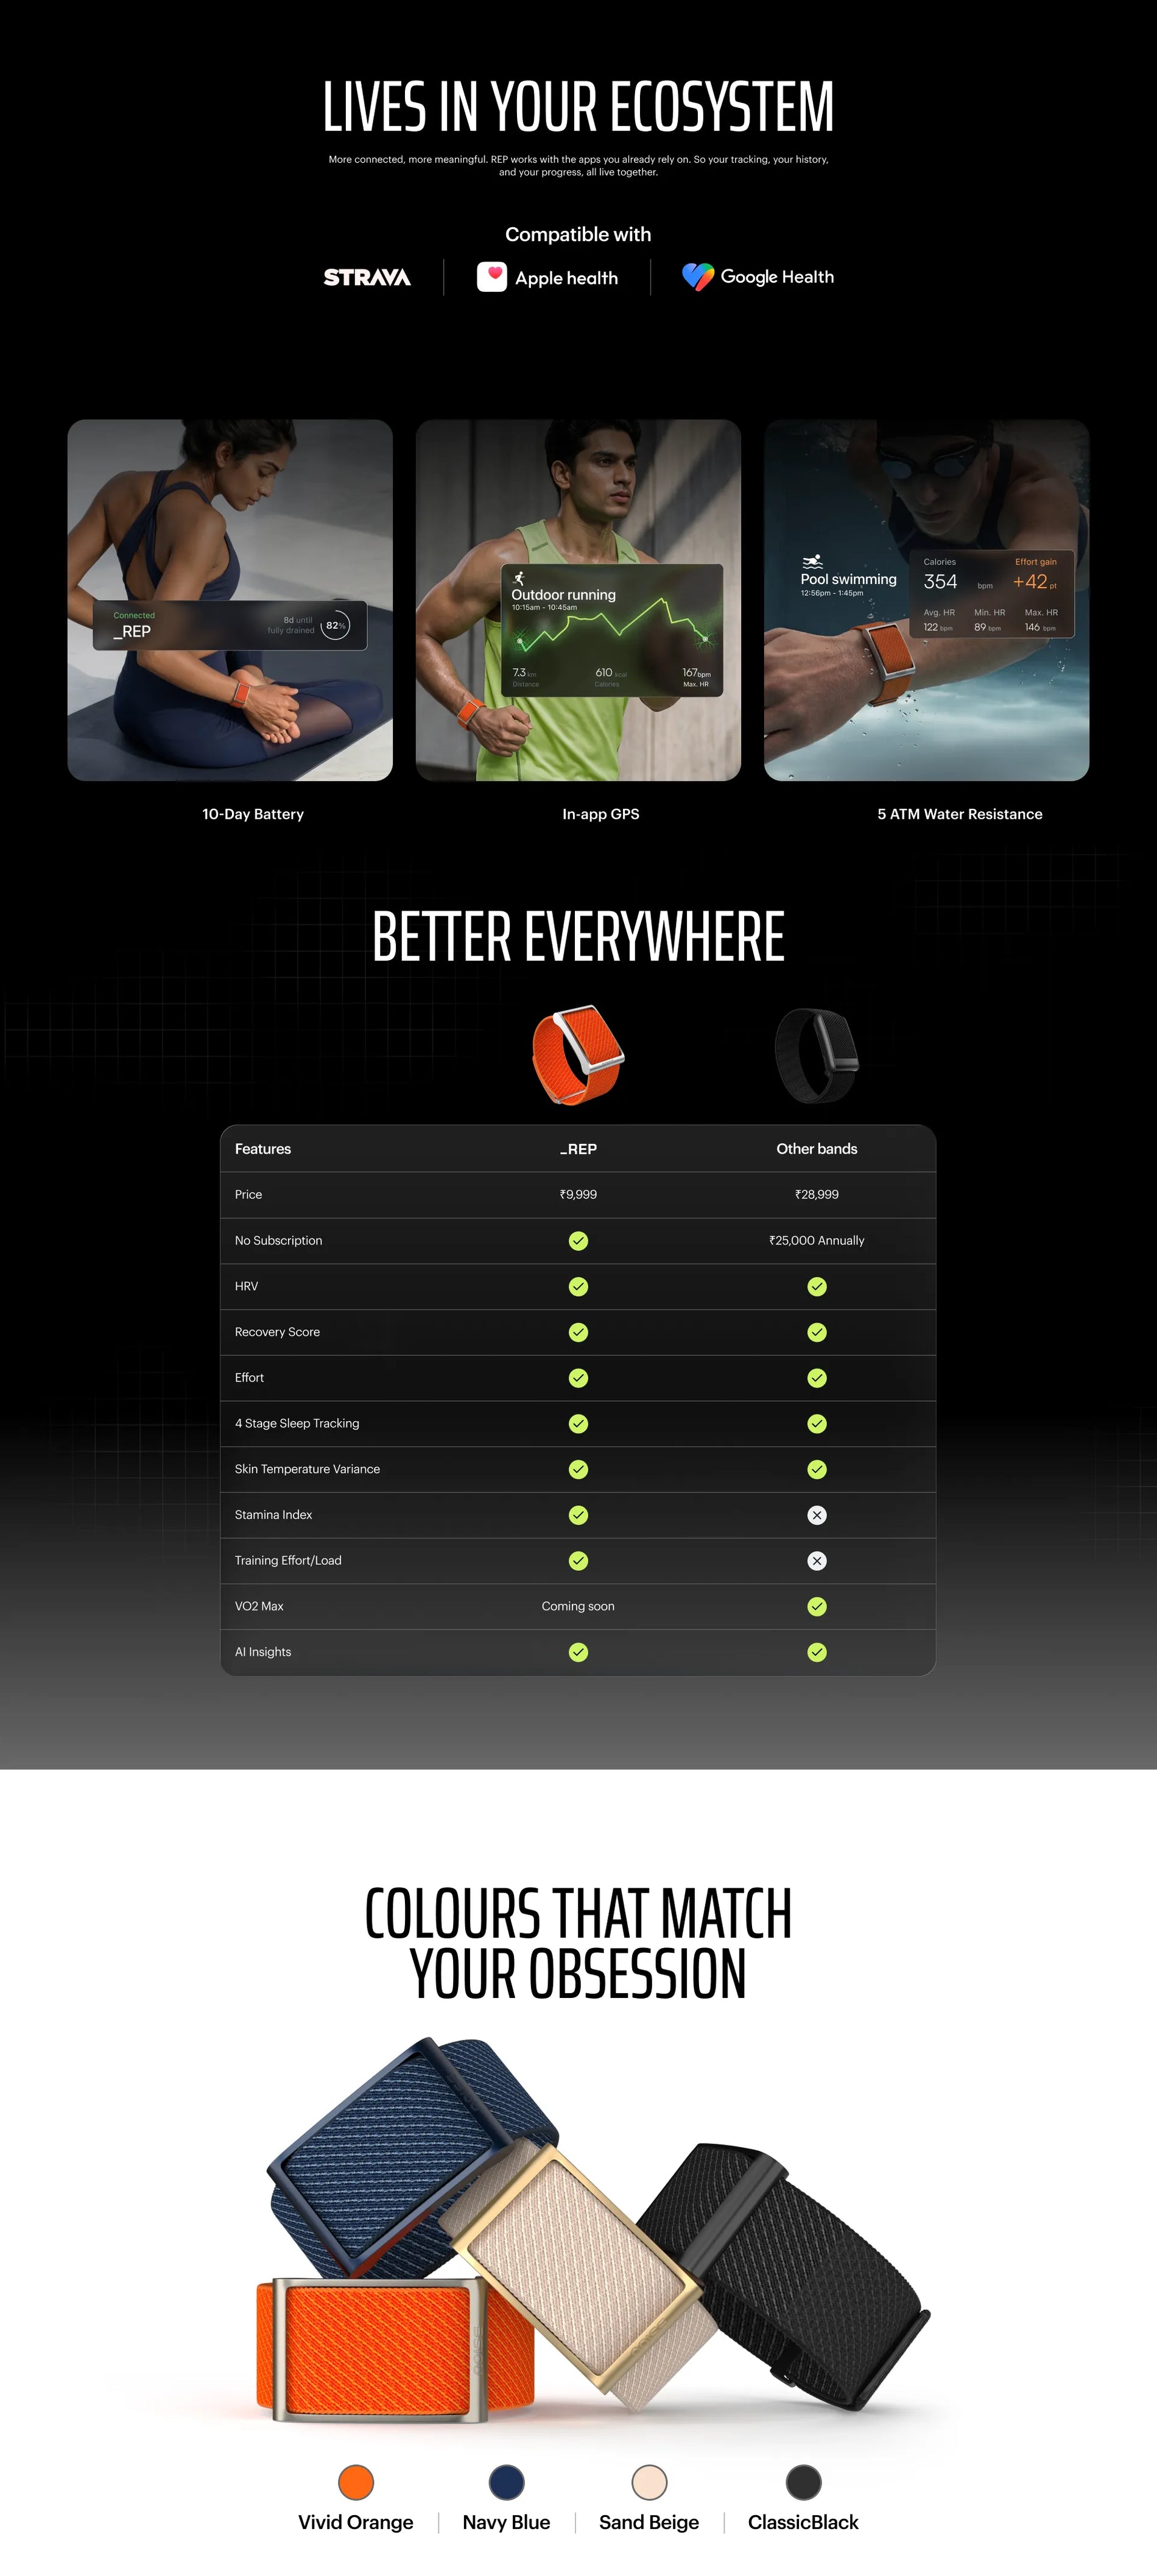 LIVES IN YOUR ECOSYSTEM
More connected, more meaningful. REP works with the apps you already rely on. So your tracking, your history,
and your progress, all live together.
Compatible with
STRAVA
Apple health
Google Health
Connected
_REP
8d until
fully drained
82%
Outdoor running
10:15am - 10:45am
7.3 km
Distance
610 kcal
Calories
167bpm
Max. HR
Pool swimming
12:56pm - 1:45pm
Calories
354 bpm
Effort gain
+42 pt
Avg. HR
122 bpm
Min. HR
89 bpm
Max. HR
146 bpm
10-Day Battery
In-app GPS
5 ATM Water Resistance
BETTER EVERYWHERE
Features _REP Other bands
Price ₹9,999 ₹28,999
No Subscription ₹25,000 Annually
HRV
Recovery Score
Effort
4 Stage Sleep Tracking
Skin Temperature Variance
Stamina Index
Training Effort/Load
VO2 Max Coming soon
AI Insights
COLOURS THAT MATCH
YOUR OBSESSION
Vivid Orange
Navy Blue
Sand Beige
ClassicBlack